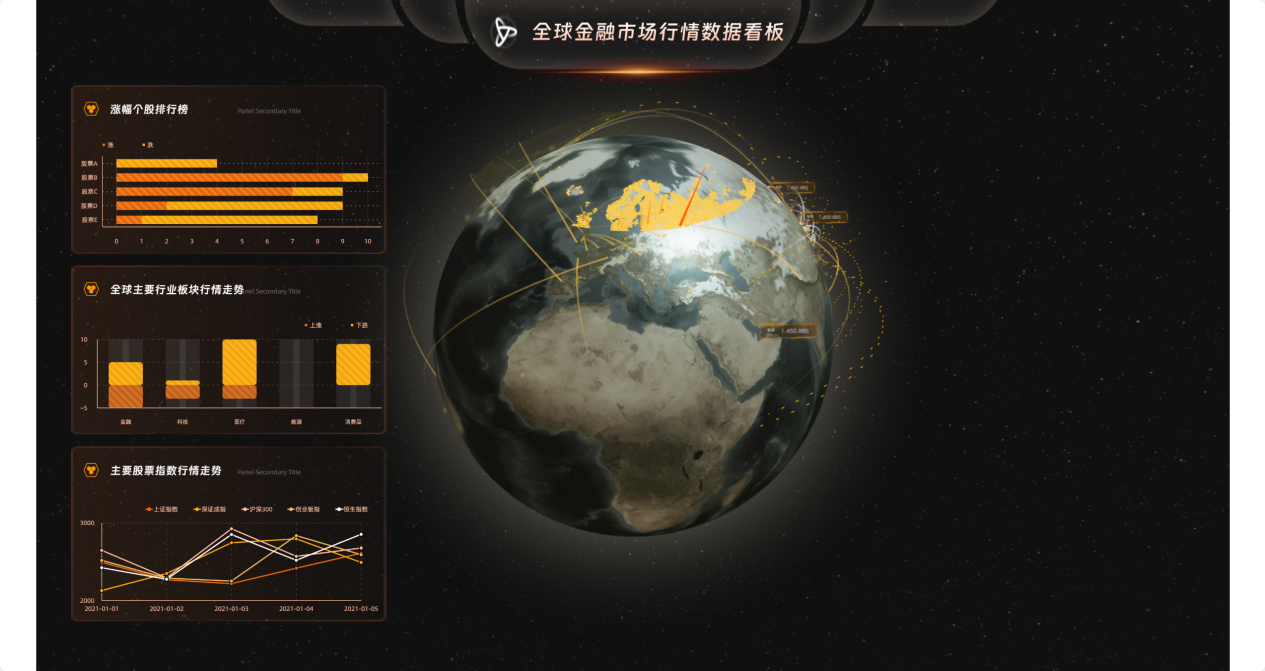 全球金融市场行情数据看板
涨幅个股排行榜
Panel Secondary Title
涨 跌
股票A
股票B
股票C
股票D
股票E
0 1 2 3 4 5 6 7 8 9 10
全球主要行业板块行情走势
nel Secondary Title
上涨 下跌
10
5
0
-5
金融 科技 医疗 能源 消费品
主要股票指数行情走势
Panel Secondary Title
上证指数 深证成指 沪深300 创业板指 恒生指数
3000
2000
2021-01-01 2021-01-02 2021-01-03 2021-01-04 2021-01-05